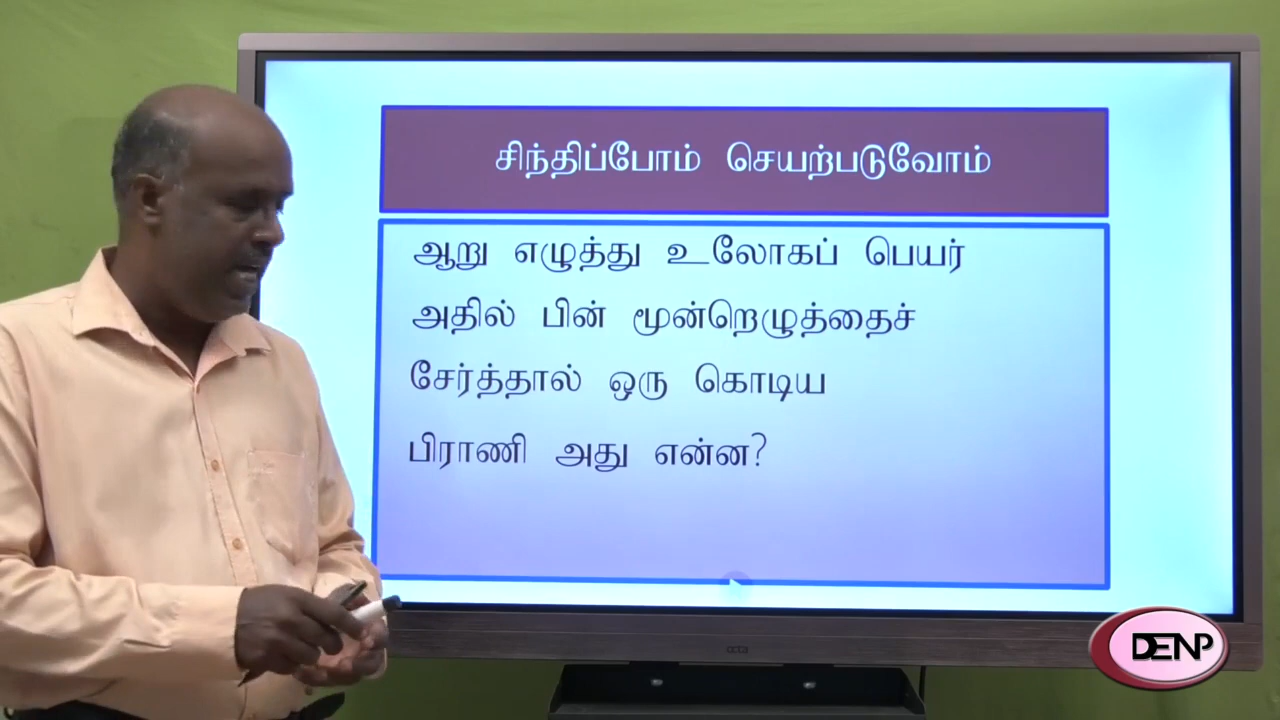 சிந்திப்போம் செயற்படுவோம்
ஆறு எழுத்து உலோகப் பெயர்
அதில் பின் மூன்றெழுத்தைச்
சேர்த்தால் ஒரு கொடிய
பிராணி அது என்ன?
DENP